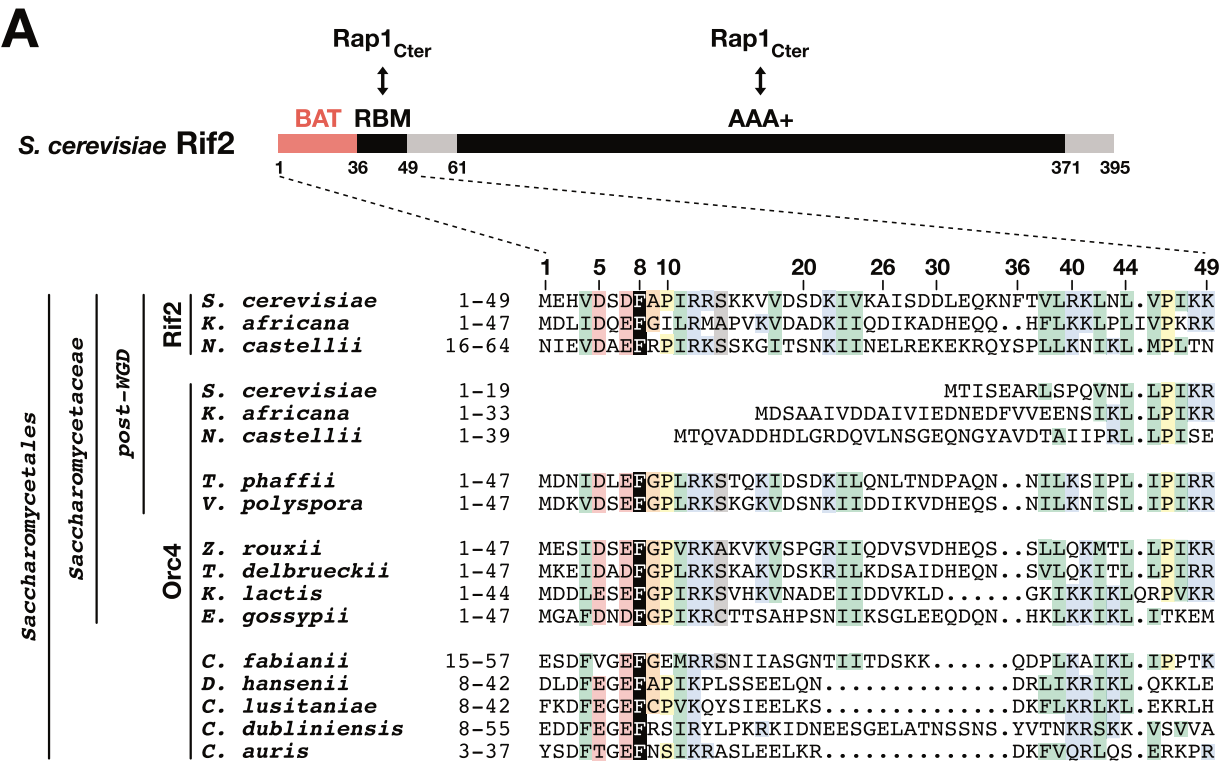 A
Rap1Cter Rap1Cter
BAT RBM AAA+
S. cerevisiae Rif2
1 36 49 61 371 395
1 5 8 10 20 26 30 36 40 44 49
Saccharomycetales
Saccharomycetaceae
post-WGD
Rif2
S. cerevisiae 1-49 MEHVDSDFAPIRRSKKVVDSDKIVKAISDDLEQKNFTVLRKLNL.VPIKK
K. africana 1-47 MDLIDQEFGILRMAPVKVDADKIIQDIKADHEQQ..HFLKKLPLIVPKRK
N. castellii 16-64 NIEVDAEFRPIRKSSKGITSNKIINELREKEKRQYSPLLKNIKL.MPLTN
Orc4
S. cerevisiae 1-19 MTISEARLSPQVNL.LPIKR
K. africana 1-33 MDSAAIVDDAIVIEDNEDFVVEENSIKL.LPIKR
N. castellii 1-39 MTQVADDHDLGRDQVLNSGEQNGYAVDTAIIPRL.LPISE
T. phaffii 1-47 MDNIDLEFGPLRKSTQKIDSDKIILQNLTNDPAQN..NILKSIPL.IPIRR
V. polyspora 1-47 MDKVDSEFGPLRKSKGKVDSNKIIDDIKVDHEQS..NILKNISL.VPIKR
Z. rouxii 1-47 MESIDSEFGPVRKAKVKVSPGRIIQDVSVDHEQS..SLLQKMTL.LPIKR
T. delbrueckii 1-47 MKEIDADFGPLRKSKAKVDSKRIIKDSAIDHEQN..SVLQKITL.LPIRR
K. lactis 1-44 MDDLESEFGPIRKSVHKVNADEIIDDVKLD......GKIKKIKLQRPVKR
E. gossypii 1-47 MGAFDNDFGPIKRCTTSAHPSNIIKSGLEEQDQN..HKLKKIKL.ITKEM
C. fabianii 15-57 ESDFVGEFGEMRRSNIIASGNTIITDSKK......QDPLKAIKL.IPPTK
D. hansenii 8-42 DLDFEGEFAPIKPLSSEELQN..............DRLIKRIKL.QKKLE
C. lusitaniae 8-42 FKDFEGEFCPVKQYSIEELKS..............DKFLKRLKL.EKRLH
C. dubliniensis 8-55 EDDFEGEFRSIRYLPKRKIDNEESGELATNSSNS.YVTNKRSKK.VSVVA
C. auris 3-37 YSDFTGEFNSIKRASLEELKR..............DKFVQRLQS.ERKPR